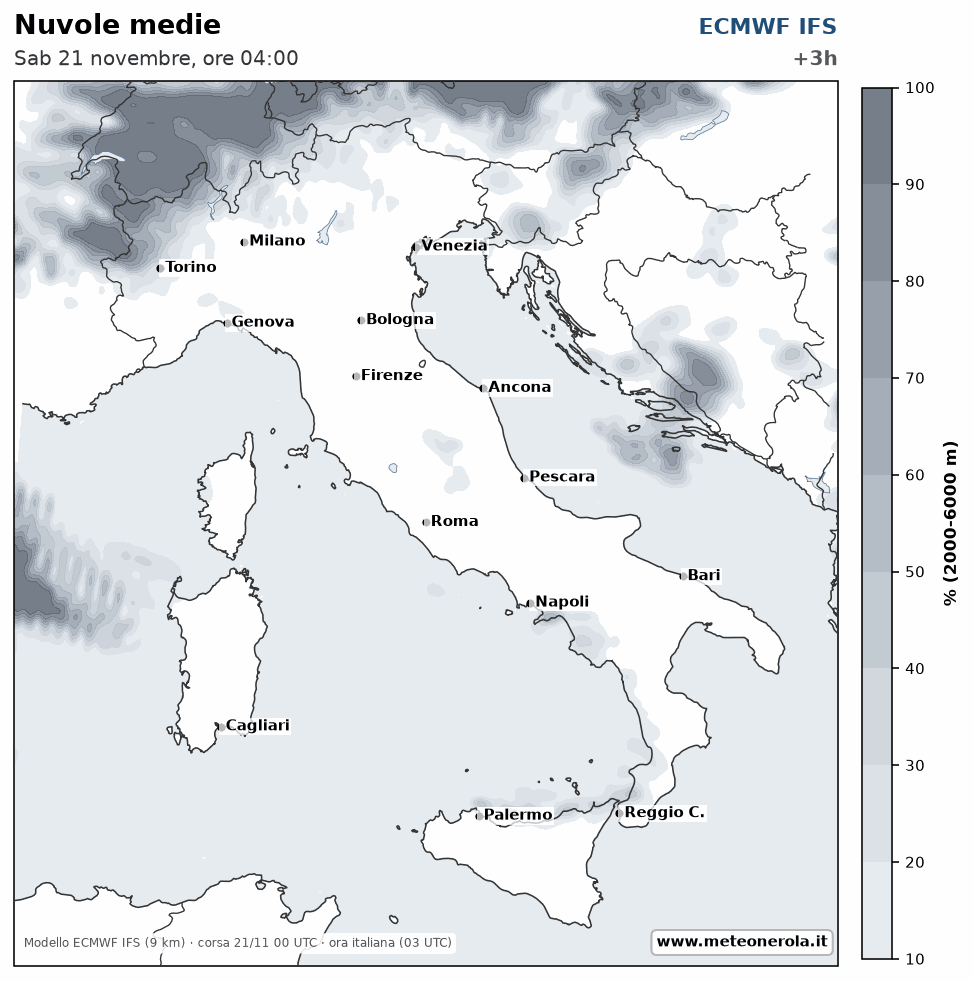 Nuvole medie
ECMWF IFS
Sab 21 novembre, ore 04:00
+3h
100
90
80
70
60
50
40
30
20
10
% (2000-6000 m)
Milano
Venezia
Torino
Genova
Bologna
Firenze
Ancona
Pescara
Roma
Bari
Napoli
Cagliari
Palermo
Reggio C.
Modello ECMWF IFS (9 km) · corsa 21/11 00 UTC · ora italiana (03 UTC)
www.meteonerola.it